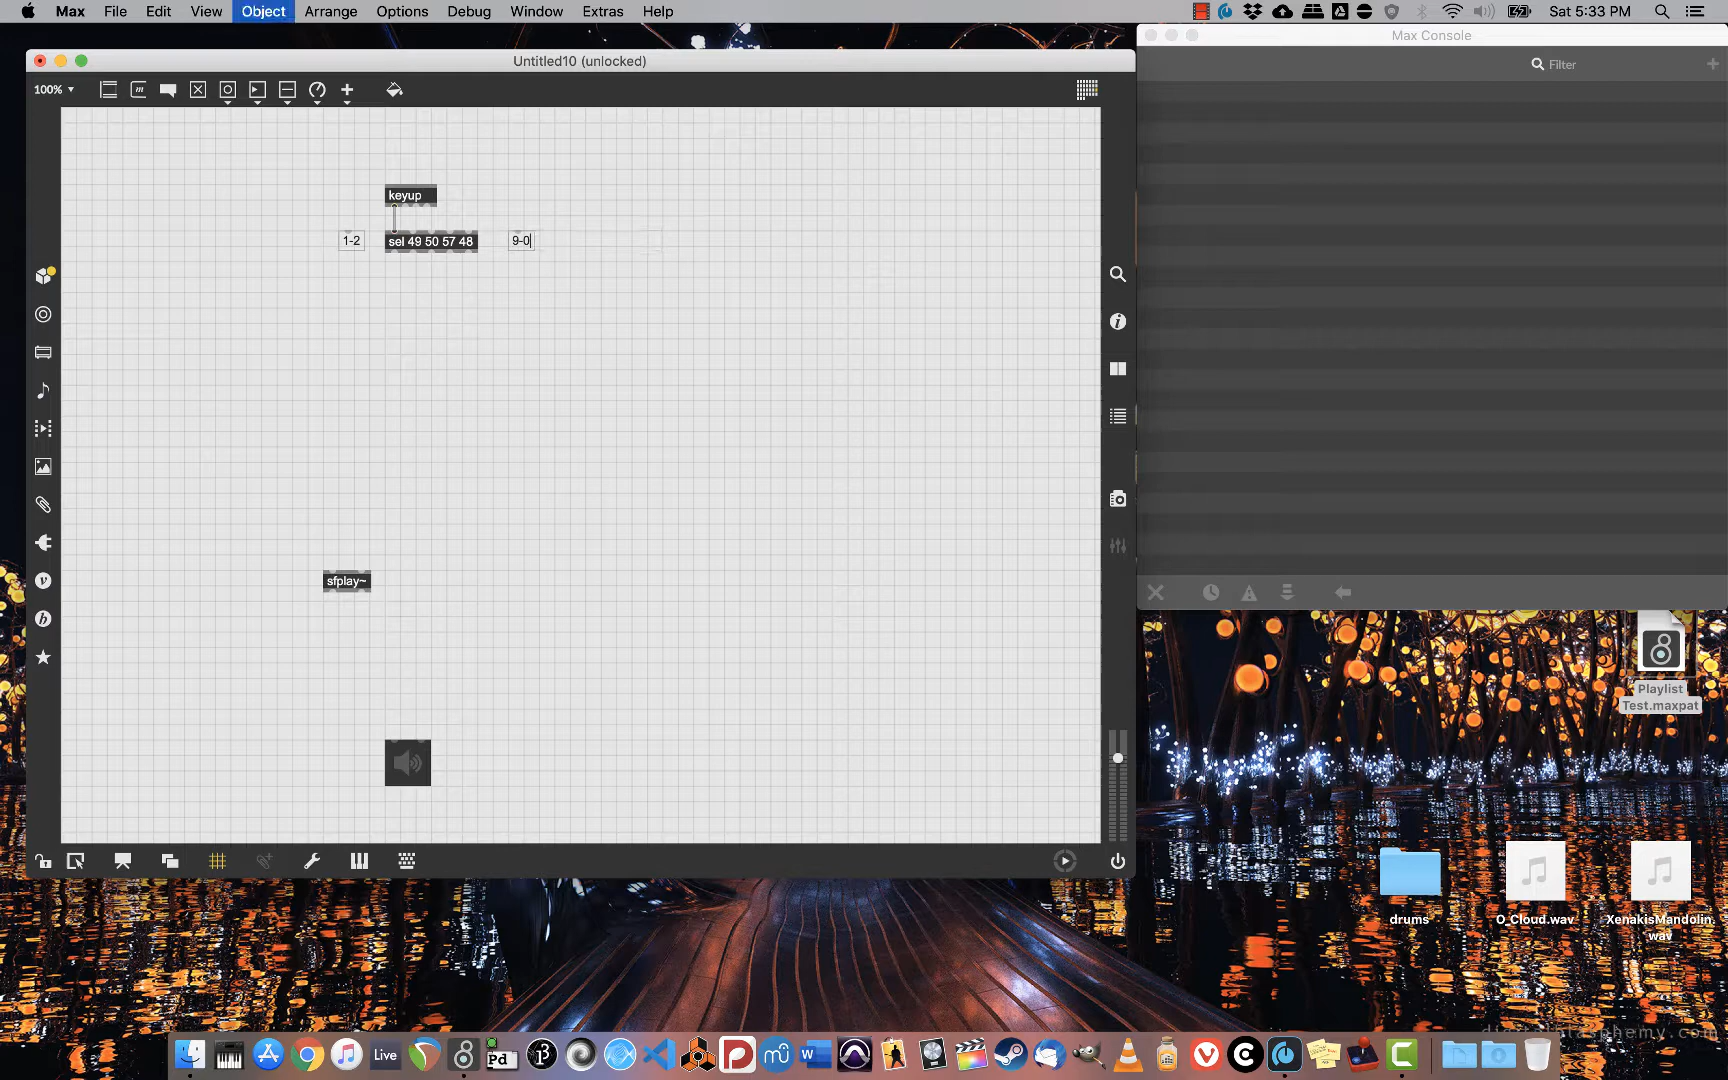 Max File Edit View Object Arrange Options Debug Window Extras Help
Sat 5:33 PM
Untitled10 (unlocked)
Max Console
100%
Filter
keyup
1-2
sel 49 50 57 48
9-0
sfplay~
Playlist
Test.maxpat
drums
O_Cloud.wav
XenakisMandolin.
wav
Live
Pd